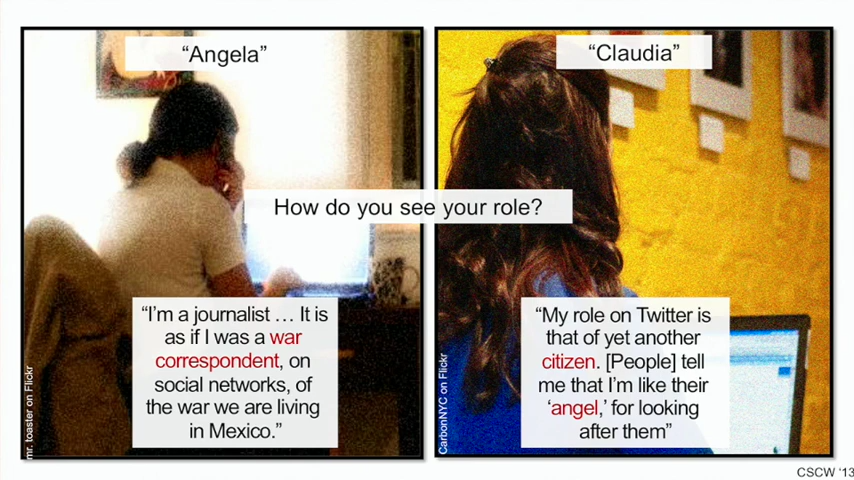 “Angela”
“Claudia”
How do you see your role?
“I’m a journalist … It is
as if I was a war
correspondent, on
social networks, of
the war we are living
in Mexico.”
“My role on Twitter is
that of yet another
citizen. [People] tell
me that I’m like their
‘angel,’ for looking
after them”
mr. toaster on Flickr
CarbonNYC on Flickr
CSCW ‘13